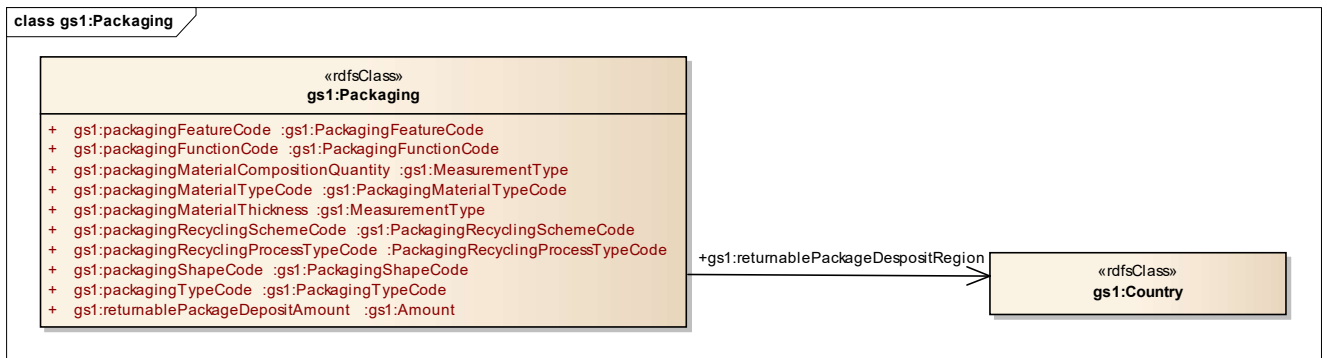 class gs1:Packaging
«rdfsClass»
gs1:Packaging
+ gs1:packagingFeatureCode :gs1:PackagingFeatureCode
+ gs1:packagingFunctionCode :gs1:PackagingFunctionCode
+ gs1:packagingMaterialCompositionQuantity :gs1:MeasurementType
+ gs1:packagingMaterialTypeCode :gs1:PackagingMaterialTypeCode
+ gs1:packagingMaterialThickness :gs1:MeasurementType
+ gs1:packagingRecyclingSchemeCode :gs1:PackagingRecyclingSchemeCode
+ gs1:packagingRecyclingProcessTypeCode :PackagingRecyclingProcessTypeCode
+ gs1:packagingShapeCode :gs1:PackagingShapeCode
+ gs1:packagingTypeCode :gs1:PackagingTypeCode
+ gs1:returnablePackageDepositAmount :gs1:Amount
+gs1:returnablePackageDespositRegion
«rdfsClass»
gs1:Country